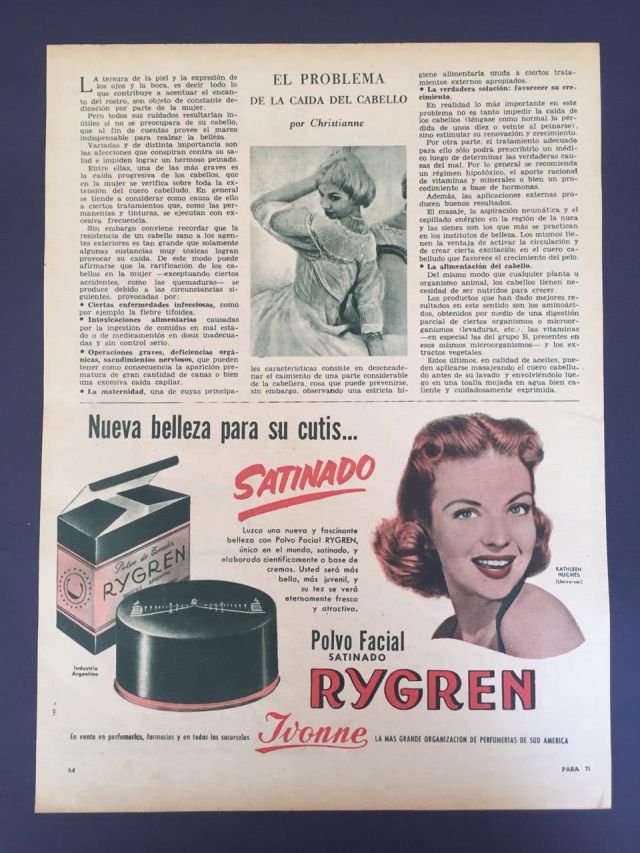 LA tersura de la piel y la expresión de
los ojos y la boca, es decir todo lo
que contribuye a acentuar el encan-
to del rostro, son objeto de constante de-
dicación por parte de la mujer.
Pero todos sus cuidados resultarían in-
útiles si no se preocupara de su cabello,
que al fin de cuentas provee el marco
indispensable para realzar la belleza.
Variadas y de distinta importancia son
las afecciones que conspiran contra su sa-
lud e impiden lograr un hermoso peinado.
Entre ellas, una de las más graves es
la caída progresiva de los cabellos, que
en la mujer se verifica sobre toda la ex-
tensión del cuero cabelludo. En general
se tiende a considerar como causa de ello
a ciertos tratamientos que, como las per-
manentes y tinturas, se ejecutan con ex-
cesiva frecuencia.
Sin embargo conviene recordar que la
resistencia de un cabello sano a los agen-
tes exteriores es tan grande que solamente
algunas sustancias muy tóxicas logran
provocar su caída. De este modo puede
afirmarse que la rarificación de los ca-
bellos en la mujer —exceptuando ciertos
accidentes, como las quemaduras— se
produce debido a las circunstancias si-
guientes, provocadas por:
• Ciertas enfermedades infecciosas, como
por ejemplo la fiebre tifoidea.
• Intoxicaciones alimentarias causadas
por la ingestión de comidas en mal esta-
do o de medicamentos en dosis inadecua-
das y sin control serio.
• Operaciones graves, deficiencias orgá-
nicas, sacudimientos nerviosos, que pueden
tener como consecuencia la aparición pre-
matura de gran cantidad de canas o bien
una excesiva caída capilar.
• La maternidad, una de cuyas principa-
EL PROBLEMA
DE LA CAIDA DEL CABELLO
por Christianne
les características consiste en desencade-
nar el caimiento de una parte considerable
de la cabellera, cosa que puede prevenirse,
sin embargo, observando una estricta hi-
giene alimentaria unida a ciertos trata-
mientos externos apropiados.
• La verdadera solución: favorecer su cre-
cimiento.
En realidad lo más importante en este
problema no es tanto impedir la caída de
los cabellos (téngase como normal la pér-
dida de unos diez o veinte al peinarse),
sino estimular su renovación y crecimiento.
Por otra parte, el tratamiento adecuado
para ello sólo podrá prescribirlo un médi-
co luego de determinar las verdaderas cau-
sas del mal. Por lo general se recomienda
un régimen hipotóxico, el aporte racional
de vitaminas y minerales o bien un pro-
cedimiento a base de hormonas.
Además, las aplicaciones externas pro-
ducen buenos resultados.
El masaje, la aspiración neumática y el
cepillado enérgico en la región de la nuca
y las sienes son los que más se practican
en los institutos de belleza. Los mismos tie-
nen la ventaja de activar la circulación y
de crear cierta excitación en el cuero ca-
belludo que favorece el crecimiento del pelo.
• La alimentación del cabello.
Del mismo modo que cualquier planta u
organismo animal, los cabellos tienen ne-
cesidad de ser nutridos para crecer.
Los productos que han dado mejores re-
sultados en este sentido son los aminoáci-
dos, obtenidos por medio de una digestión
parcial de ciertos organismos o microor-
ganismos (levaduras, etc.), las vitaminas
—en especial las del grupo B, presentes en
esos mismos microorganismos— y los ex-
tractos vegetales.
Estos últimos, en calidad de aceites, pue-
den aplicarse masajeando el cuero cabellu-
do antes de su lavado y envolviéndolo lue-
go en una toalla mojada en agua bien ca-
liente y cuidadosamente exprimida.
Nueva belleza para su cutis...
SATINADO
Luzca una nueva y fascinante
belleza con Polvo Facial RYGREN,
único en el mundo, satinado, y
elaborado científicamente a base de
cremas. Usted será más
bella, más juvenil, y
su tez se verá
eternamente fresca
y atractiva.
Polvo de Tocador
RYGREN
KATHLEEN
HUGHES
(Universal)
Industria
Argentina
Polvo Facial
SATINADO
RYGREN
En venta en perfumerías, farmacias y en todas las sucursales
Ivonne
LA MAS GRANDE ORGANIZACION DE PERFUMERIAS DE SUD AMERICA
64
PARA TI